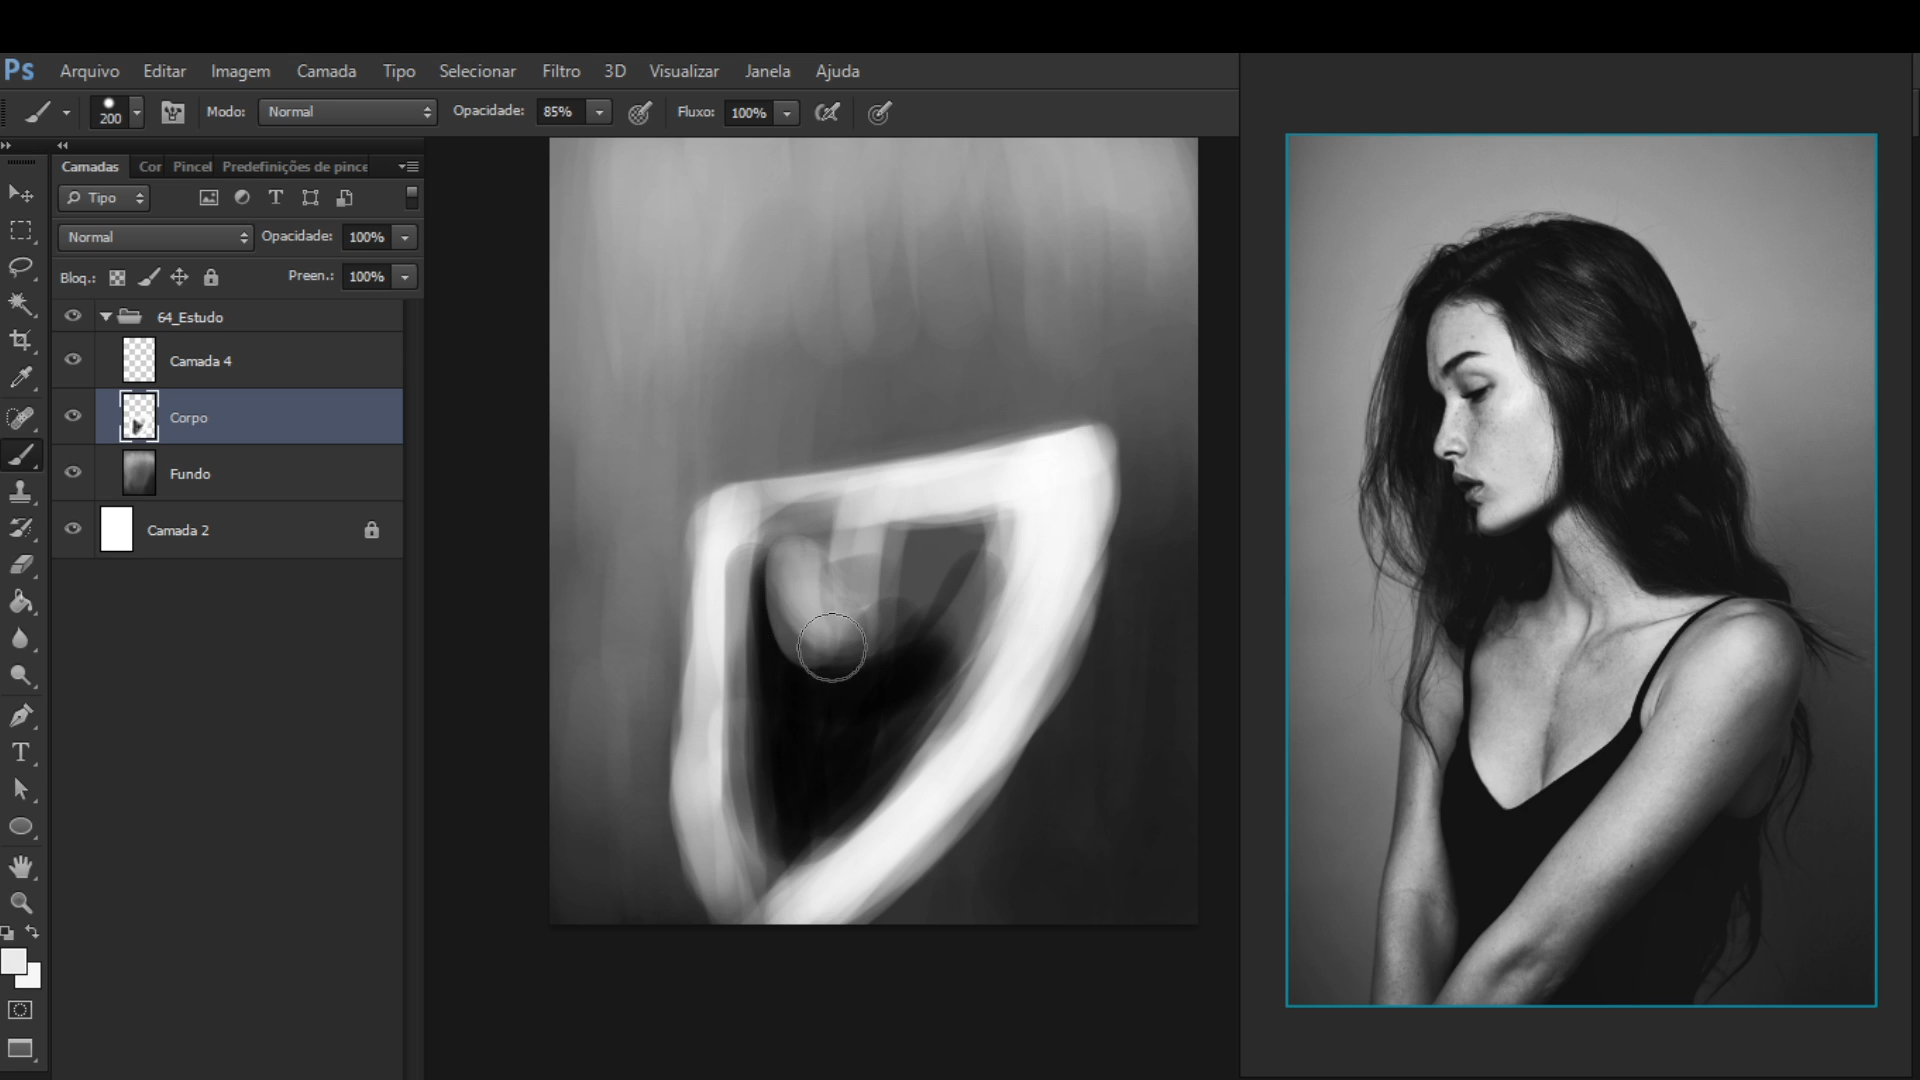 Ps Arquivo Editar Imagem Camada Tipo Selecionar Filtro 3D Visualizar Janela Ajuda
200 Modo: Normal Opacidade: 85% Fluxo: 100%
Camadas Cor Pincel Predefinições de pince
Tipo
Normal Opacidade: 100%
Bloq.: Preen.: 100%
64_Estudo
Camada 4
Corpo
Fundo
Camada 2